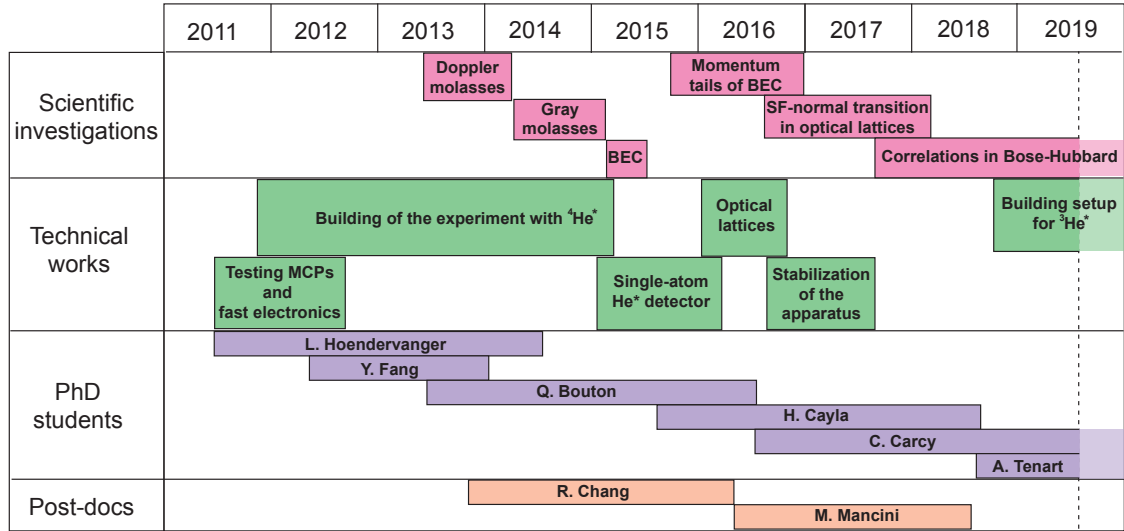 2011 2012 2013 2014 2015 2016 2017 2018 2019
Scientific
investigations
Doppler
molasses
Gray
molasses
BEC
Momentum
tails of BEC
SF-normal transition
in optical lattices
Correlations in Bose-Hubbard
Technical
works
Building of the experiment with ⁴He*
Optical
lattices
Building setup
for ³He*
Testing MCPs
and
fast electronics
Single-atom
He* detector
Stabilization
of the
apparatus
PhD
students
L. Hoendervanger
Y. Fang
Q. Bouton
H. Cayla
C. Carcy
A. Tenart
Post-docs
R. Chang
M. Mancini